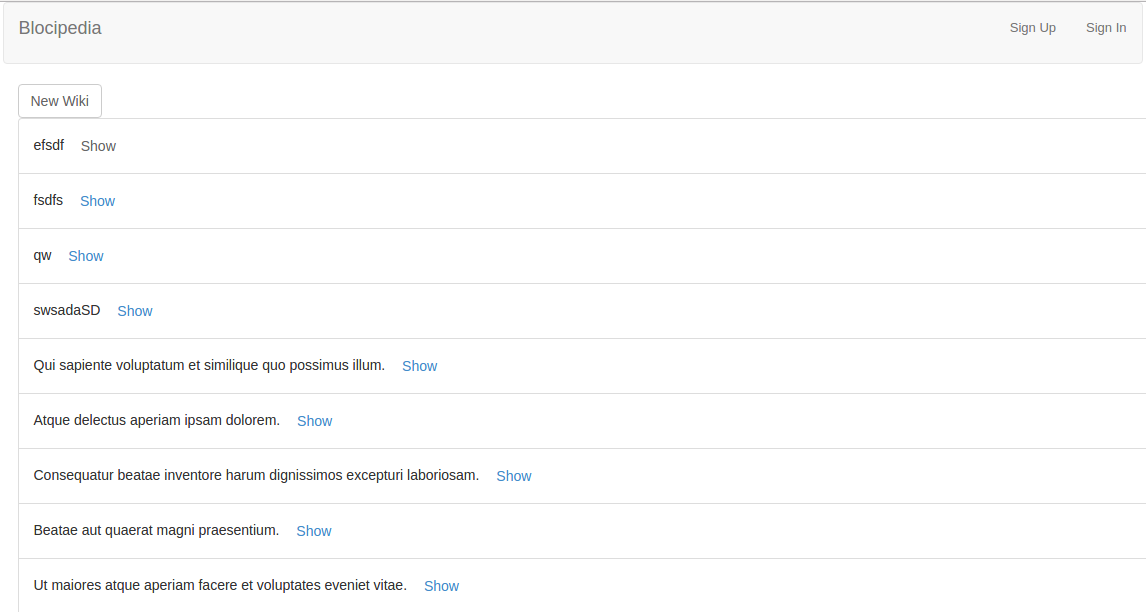 Blocipedia Sign Up Sign In
New Wiki
efsdf Show
fsdfs Show
qw Show
swsadaSD Show
Qui sapiente voluptatum et similique quo possimus illum. Show
Atque delectus aperiam ipsam dolorem. Show
Consequatur beatae inventore harum dignissimos excepturi laboriosam. Show
Beatae aut quaerat magni praesentium. Show
Ut maiores atque aperiam facere et voluptates eveniet vitae. Show